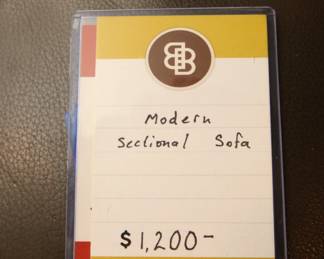 Modern
Sectional Sofa
$1,200-